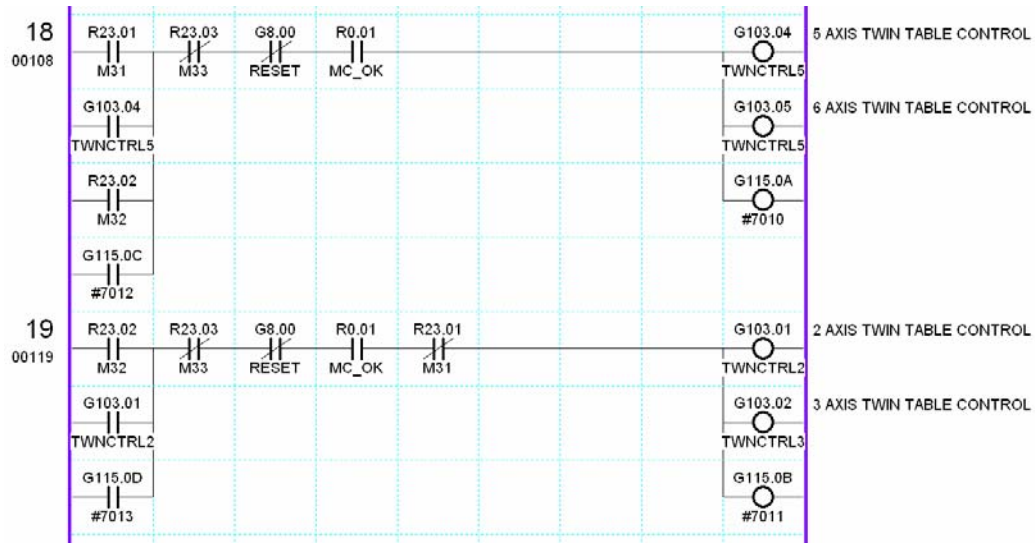 18
00108
R23.01 R23.03 G8.00 R0.01 G103.04 5 AXIS TWIN TABLE CONTROL
M31 M33 RESET MC_OK TWNCTRL5
G103.04 G103.05 6 AXIS TWIN TABLE CONTROL
TWNCTRL5 TWNCTRL5
R23.02 G115.0A
M32 #7010
G115.0C
#7012
19
00119
R23.02 R23.03 G8.00 R0.01 R23.01 G103.01 2 AXIS TWIN TABLE CONTROL
M32 M33 RESET MC_OK M31 TWNCTRL2
G103.01 G103.02 3 AXIS TWIN TABLE CONTROL
TWNCTRL2 TWNCTRL3
G115.0D G115.0B
#7013 #7011